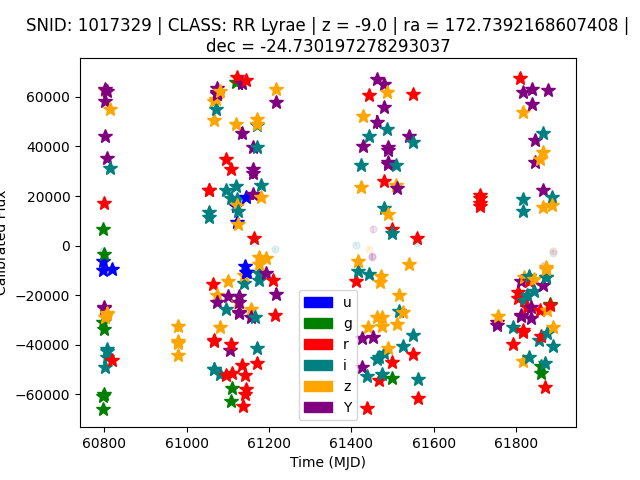 SNID: 1017329 | CLASS: RR Lyrae | z = -9.0 | ra = 172.7392168607408 |
dec = -24.730197278293037
60000
40000
20000
0
−20000
−40000
−60000
Calibrated Flux
u
g
r
i
z
Y
60800 61000 61200 61400 61600 61800
Time (MJD)